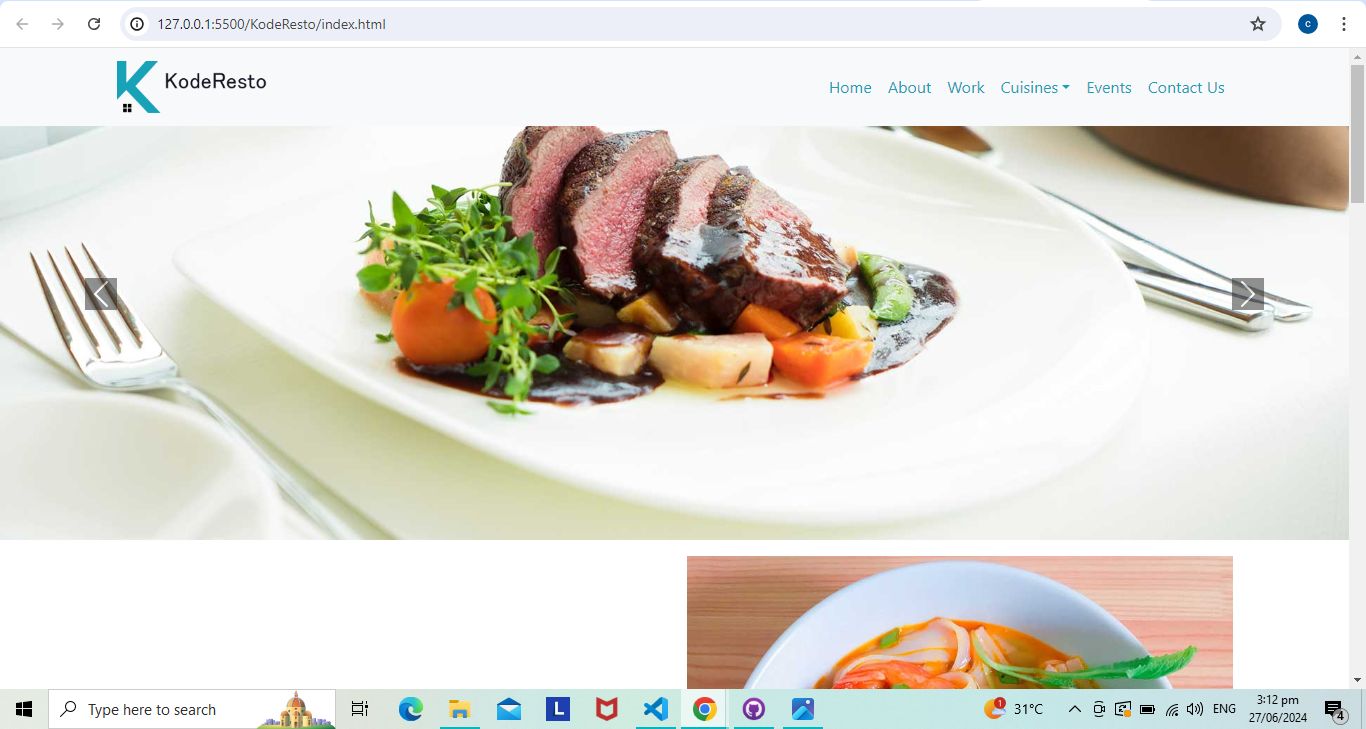 127.0.0.1:5500/KodeResto/index.html
c
KodeResto
Home About Work Cuisines Events Contact Us
Type here to search
L
1
31°C
ENG
3:12 pm
27/06/2024
4